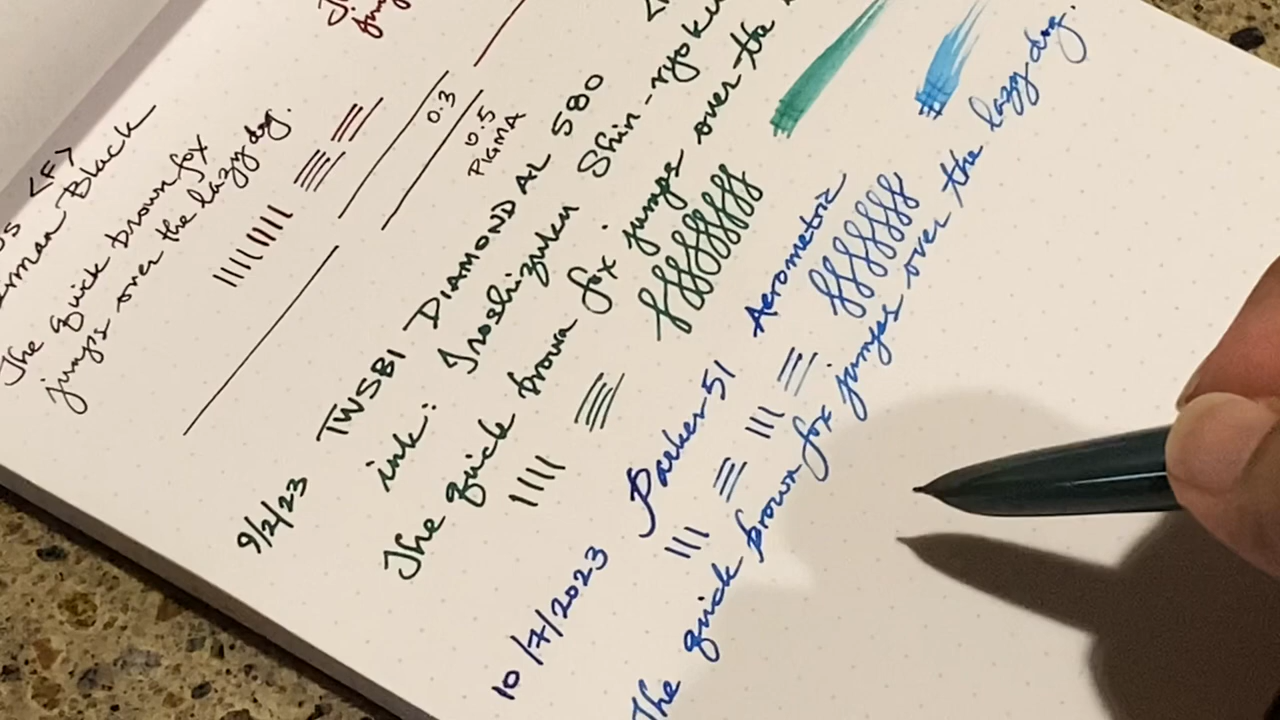 <F>
Black
The quick brown fox
jumps over the lazy dog.
0.3
0.5
PIGMA
9/2/23 TWSBI DIAMOND AL 580
ink: Iroshizuku Shin-ryoku
The quick brown fox jumps over the
10/7/2023 Parker 51 Aerometric
The quick brown fox jumps over the lazy dog.